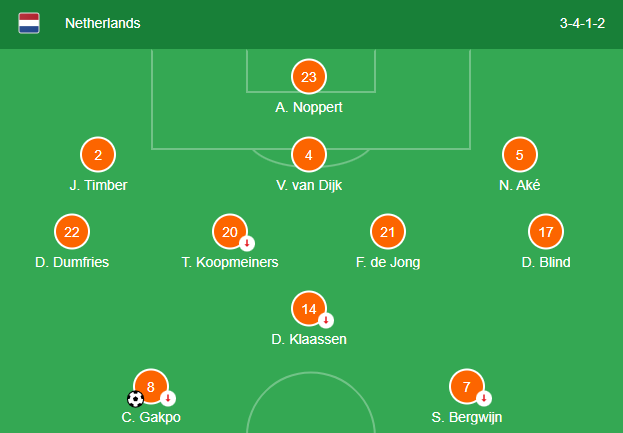 Netherlands 3-4-1-2
23
A. Noppert
2 4 5
J. Timber V. van Dijk N. Aké
22 20 21 17
D. Dumfries T. Koopmeiners F. de Jong D. Blind
14
D. Klaassen
8 7
C. Gakpo S. Bergwijn